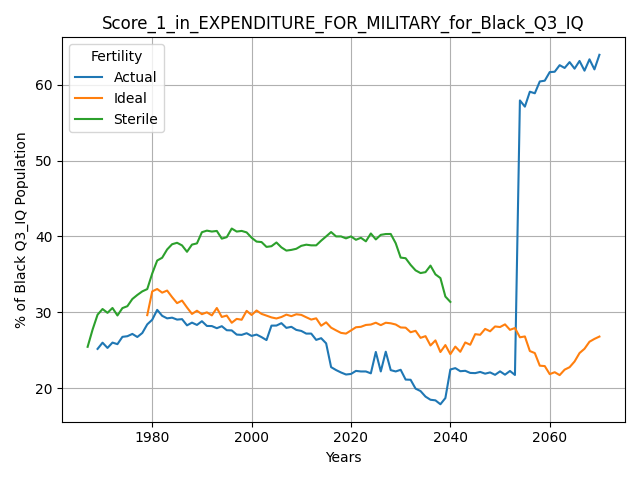 Score_1_in_EXPENDITURE_FOR_MILITARY_for_Black_Q3_IQ
Fertility
Actual
Ideal
Sterile
% of Black Q3_IQ Population
60
50
40
30
20
1980
2000
2020
2040
2060
Years